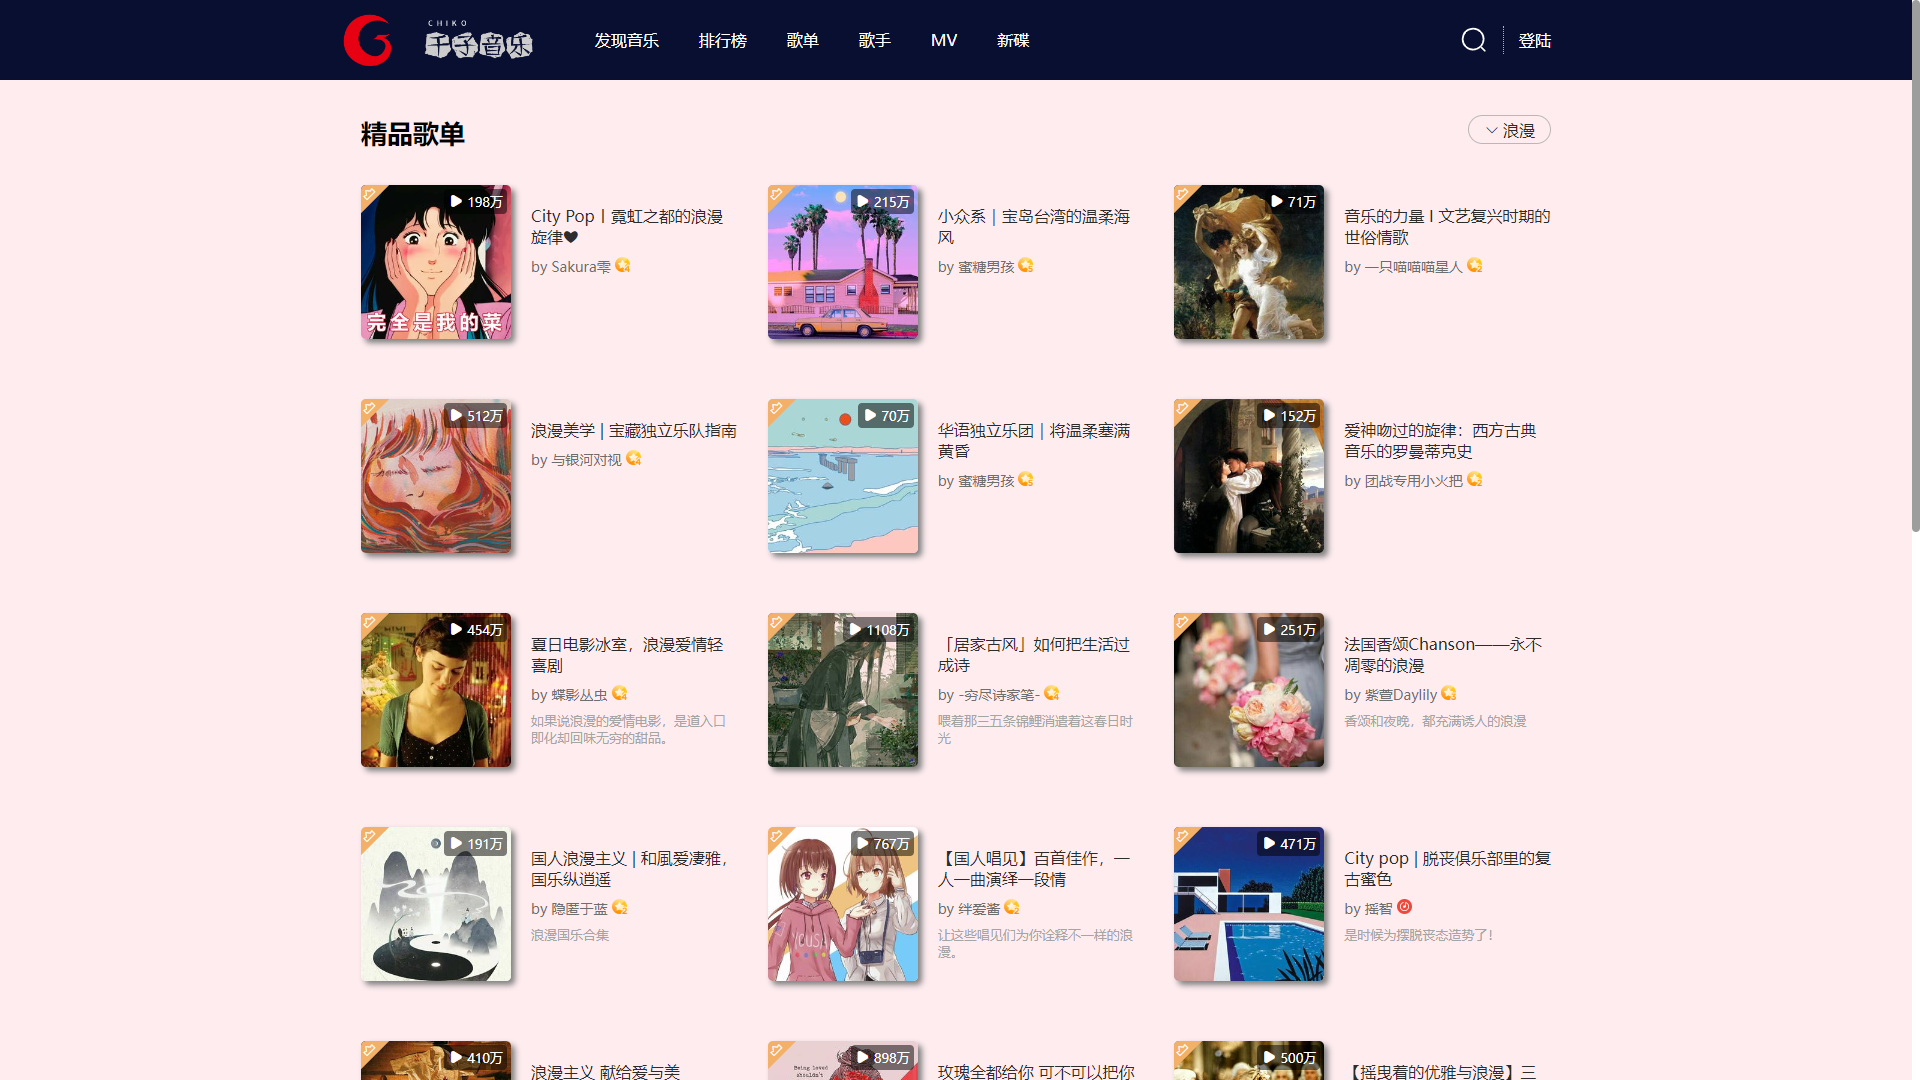 CHIKO
千子音乐
发现音乐 排行榜 歌单 歌手 MV 新碟
登陆
精品歌单
浪漫
198万
完全是我的菜
City Pop丨霓虹之都的浪漫
旋律🖤
by Sakura雫
215万
小众系｜宝岛台湾的温柔海
风
by 蜜糖男孩
71万
音乐的力量 I 文艺复兴时期的
世俗情歌
by 一只喵喵喵星人
512万
浪漫美学 | 宝藏独立乐队指南
by 与银河对视
70万
华语独立乐团｜将温柔塞满
黄昏
by 蜜糖男孩
152万
爱神吻过的旋律：西方古典
音乐的罗曼蒂克史
by 团战专用小火把
454万
夏日电影冰室，浪漫爱情轻
喜剧
by 蝶影丛虫
如果说浪漫的爱情电影，是道入口
即化却回味无穷的甜品。
1108万
「居家古风」如何把生活过
成诗
by -穷尽诗家笔-
喂着那三五条锦鲤消遣着这春日时
光
251万
法国香颂Chanson——永不
凋零的浪漫
by 紫萱Daylily
香颂和夜晚，都充满诱人的浪漫
191万
国人浪漫主义 | 和風爱凄雅，
国乐纵逍遥
by 隐匿于蓝
浪漫国乐合集
767万
【国人唱见】百首佳作，一
人一曲演绎一段情
by 绊爱酱
让这些唱见们为你诠释不一样的浪
漫。
471万
City pop | 脱丧俱乐部里的复
古蜜色
by 摇智
是时候为摆脱丧态造势了！
410万
浪漫主义 献给爱与美
898万
Being loved
shouldn't
玫瑰全都给你 可不可以把你
500万
【摇曳着的优雅与浪漫】三